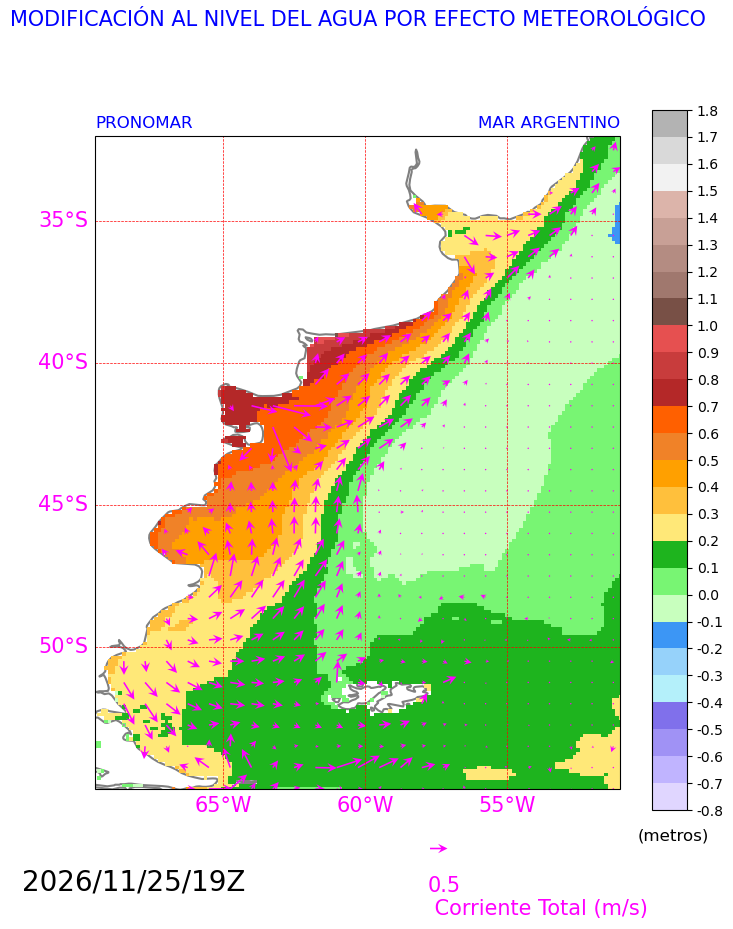 MODIFICACIÓN AL NIVEL DEL AGUA POR EFECTO METEOROLÓGICO
PRONOMAR
MAR ARGENTINO
35°S
40°S
45°S
50°S
65°W
60°W
55°W
1.8
1.7
1.6
1.5
1.4
1.3
1.2
1.1
1.0
0.9
0.8
0.7
0.6
0.5
0.4
0.3
0.2
0.1
0.0
-0.1
-0.2
-0.3
-0.4
-0.5
-0.6
-0.7
-0.8
(metros)
2026/11/25/19Z
0.5
Corriente Total (m/s)